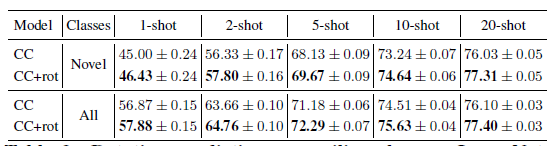 Model Classes 1-shot 2-shot 5-shot 10-shot 20-shot
CC Novel 45.00 ± 0.24 56.33 ± 0.17 68.13 ± 0.09 73.24 ± 0.07 76.03 ± 0.05
CC+rot 46.43 ± 0.24 57.80 ± 0.16 69.67 ± 0.09 74.64 ± 0.06 77.31 ± 0.05
CC All 56.87 ± 0.15 63.66 ± 0.10 71.18 ± 0.06 74.51 ± 0.04 76.10 ± 0.03
CC+rot 57.88 ± 0.15 64.76 ± 0.10 72.29 ± 0.07 75.63 ± 0.04 77.40 ± 0.03